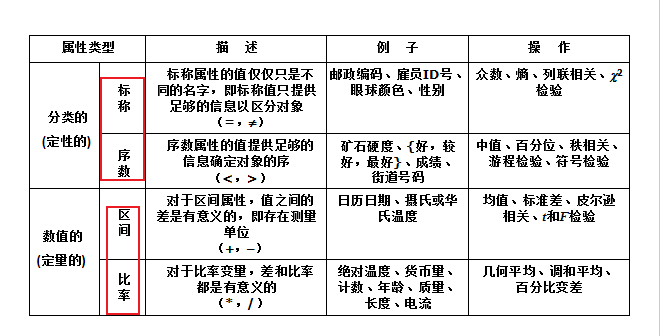 属性类型 描 述 例 子 操 作
分类的
(定性的)
标
称
标称属性的值仅仅只是不
同的名字，即标称值只提供
足够的信息以区分对象
（=，≠）
邮政编码、雇员ID号、
眼球颜色、性别
众数、熵、列联相关、χ²
检验
序
数
序数属性的值提供足够的
信息确定对象的序
（<，>）
矿石硬度、{好，较
好，最好}、成绩、
街道号码
中值、百分位、秩相关、
游程检验、符号检验
数值的
(定量的)
区
间
对于区间属性，值之间的
差是有意义的，即存在测量
单位
（+，−）
日历日期、摄氏或华
氏温度
均值、标准差、皮尔逊
相关、t和F检验
比
率
对于比率变量，差和比率
都是有意义的
（*，/）
绝对温度、货币量、
计数、年龄、质量、
长度、电流
几何平均、调和平均、
百分比变差